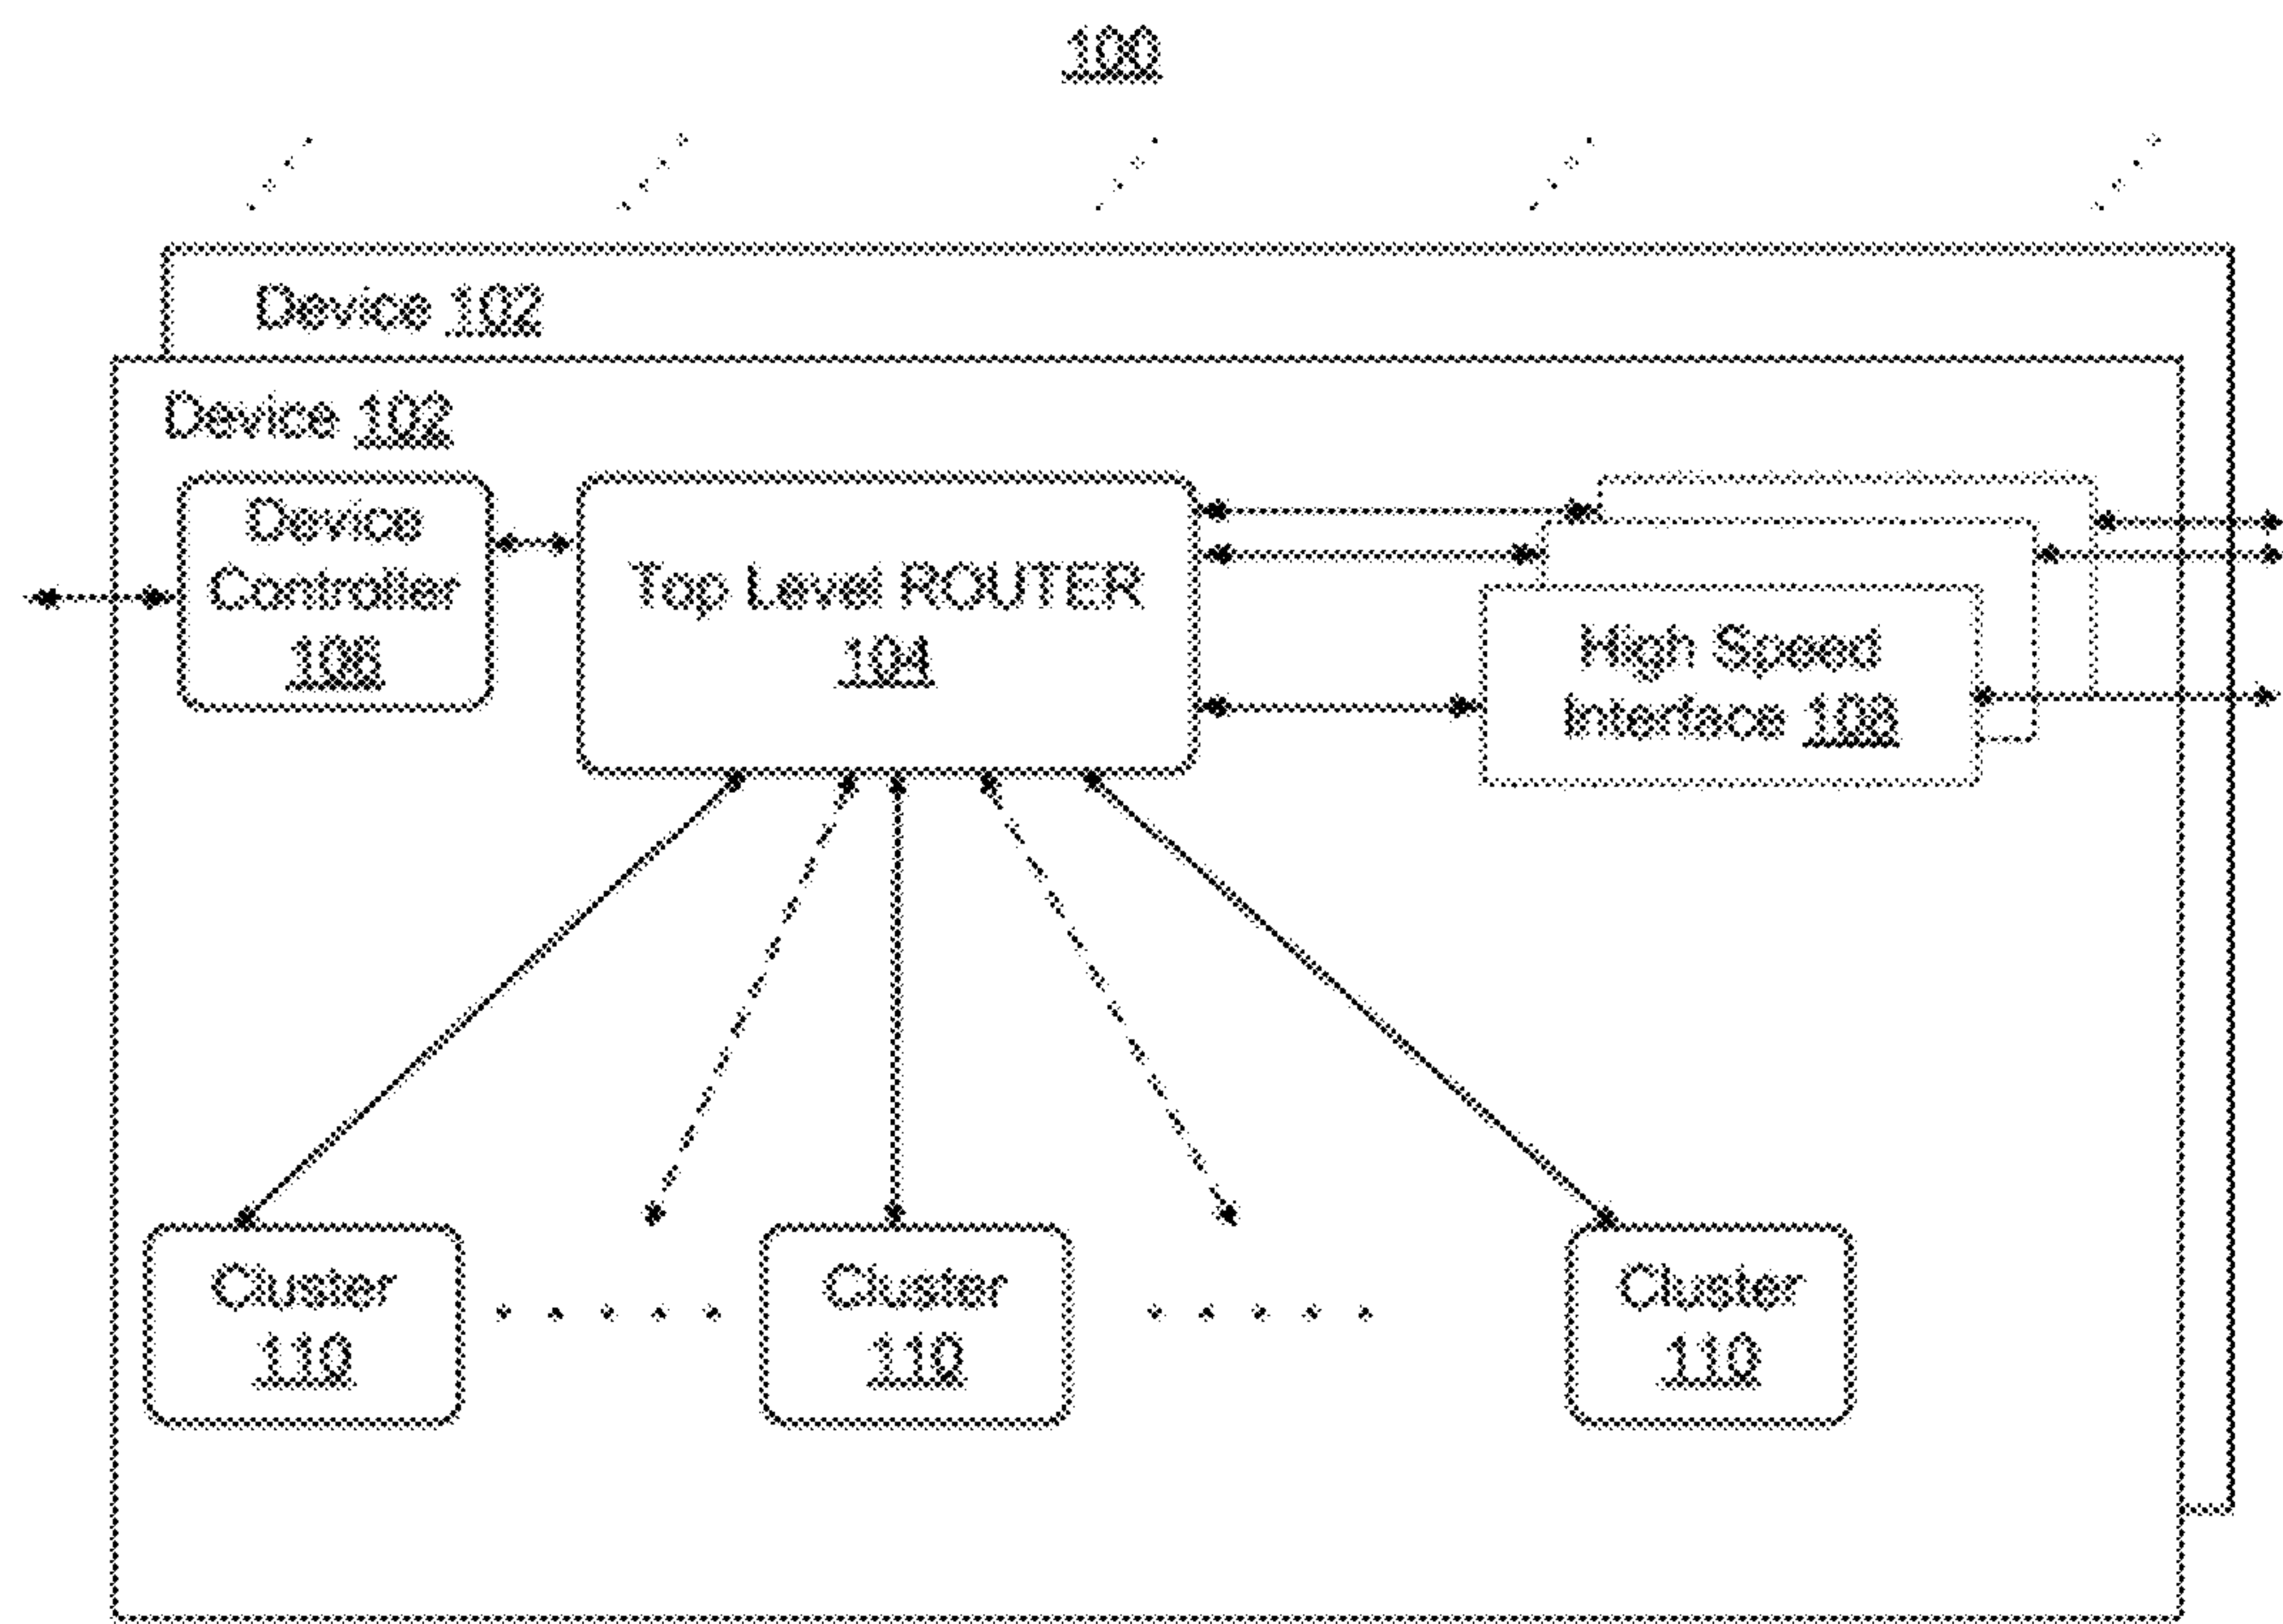 100
Device 102
Device 102
Device
Controller
106
Top Level ROUTER
104
High Speed
Interface 108
Cluster
110
Cluster
110
Cluster
110